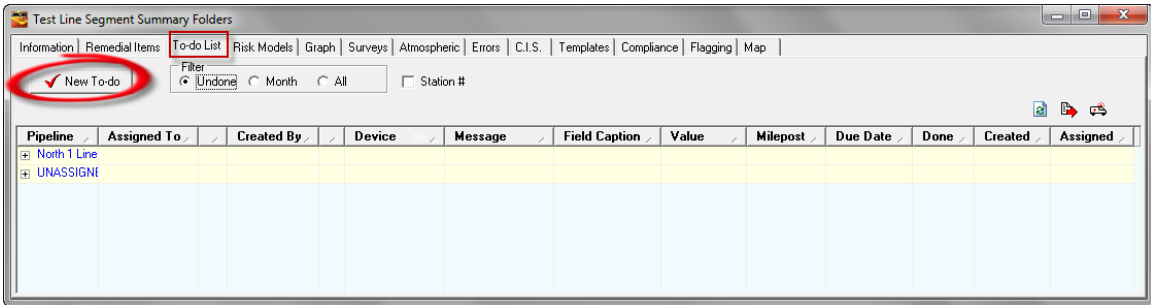 Test Line Segment Summary Folders
Information Remedial Items To-do List Risk Models Graph Surveys Atmospheric Errors C.I.S. Templates Compliance Flagging Map
Filter
New To-do Undone Month All Station #
Pipeline Assigned To Created By Device Message Field Caption Value Milepost Due Date Done Created Assigned
North 1 Line
UNASSIGNE